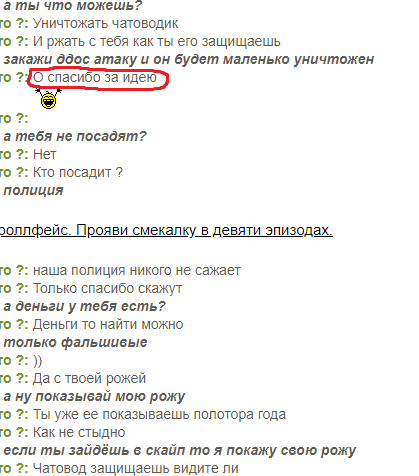 а ты что можешь?
то ?: Уничтожать чатоводик
то ?: И ржать с тебя как ты его защищаешь
закажи ддос атаку и он будет маленько уничтожен
то ?: О спасибо за идею
то ?:
а тебя не посадят?
то ?: Нет
то ?: Кто посадит ?
полиция
роллфейс. Прояви смекалку в девяти эпизодах.
то ?: наша полиция никого не сажает
то ?: Только спасибо скажут
а деньги у тебя есть?
то ?: Деньги то найти можно
только фальшивые
то ?: ))
то ?: Да с твоей рожей
а ну показывай мою рожу
то ?: Ты уже ее показываешь полотора года
то ?: Как не стыдно
если ты зайдёшь в скайп то я покажу свою рожу
то ?: Чатовод защищаешь видите ли